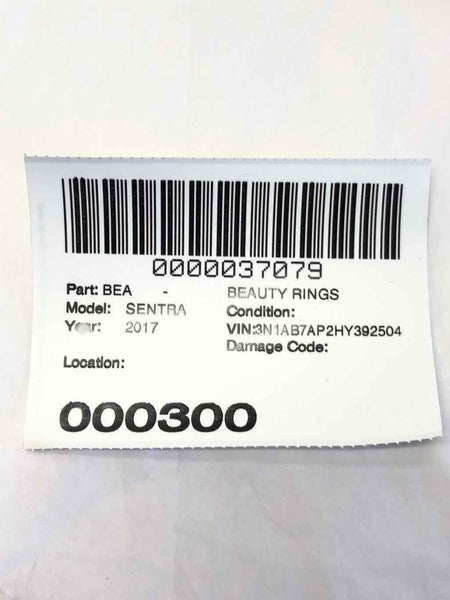 0000037079
Part: BEA - BEAUTY RINGS
Model: SENTRA Condition:
Year: 2017 VIN:3N1AB7AP2HY392504
Damage Code:
Location:
000300